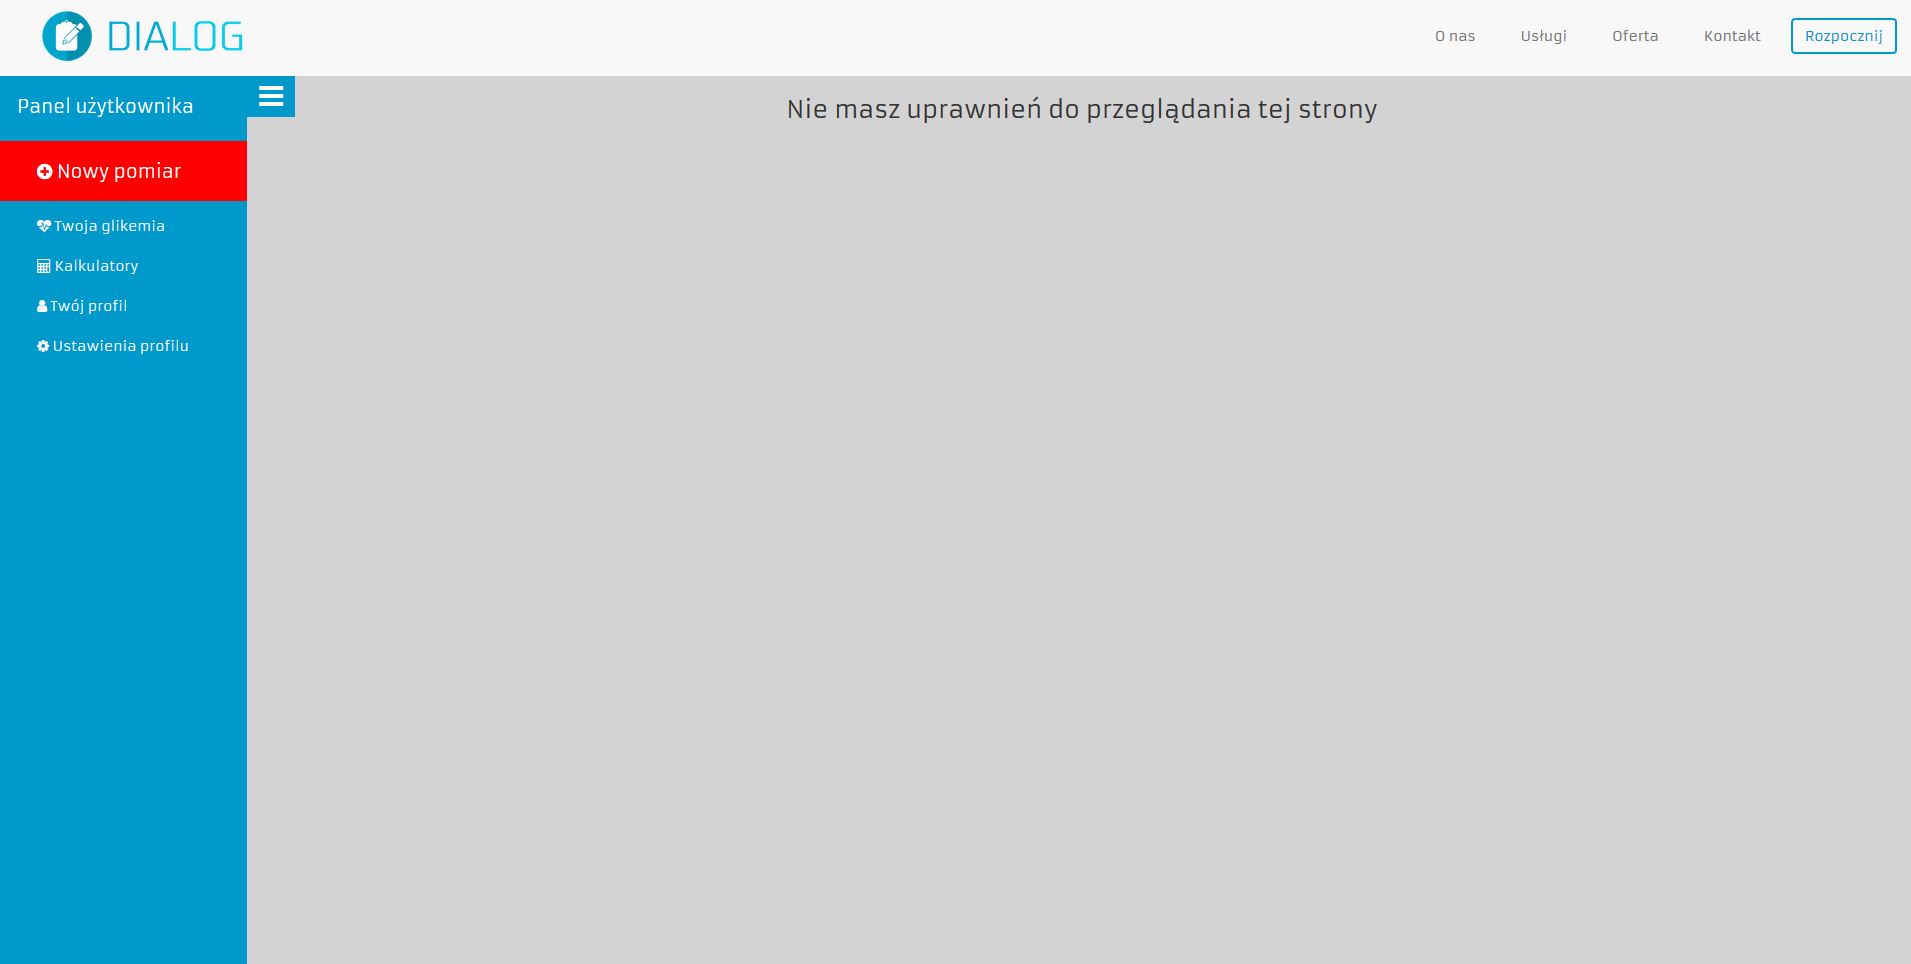 DIALOG
O nas Usługi Oferta Kontakt Rozpocznij
Panel użytkownika
Nie masz uprawnień do przeglądania tej strony
Nowy pomiar
Twoja glikemia
Kalkulatory
Twój profil
Ustawienia profilu